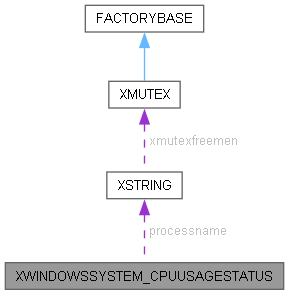 FACTORYBASE
XMUTEX
xmutexfreemen
XSTRING
processname
XWINDOWSSYSTEM_CPUUSAGESTATUS